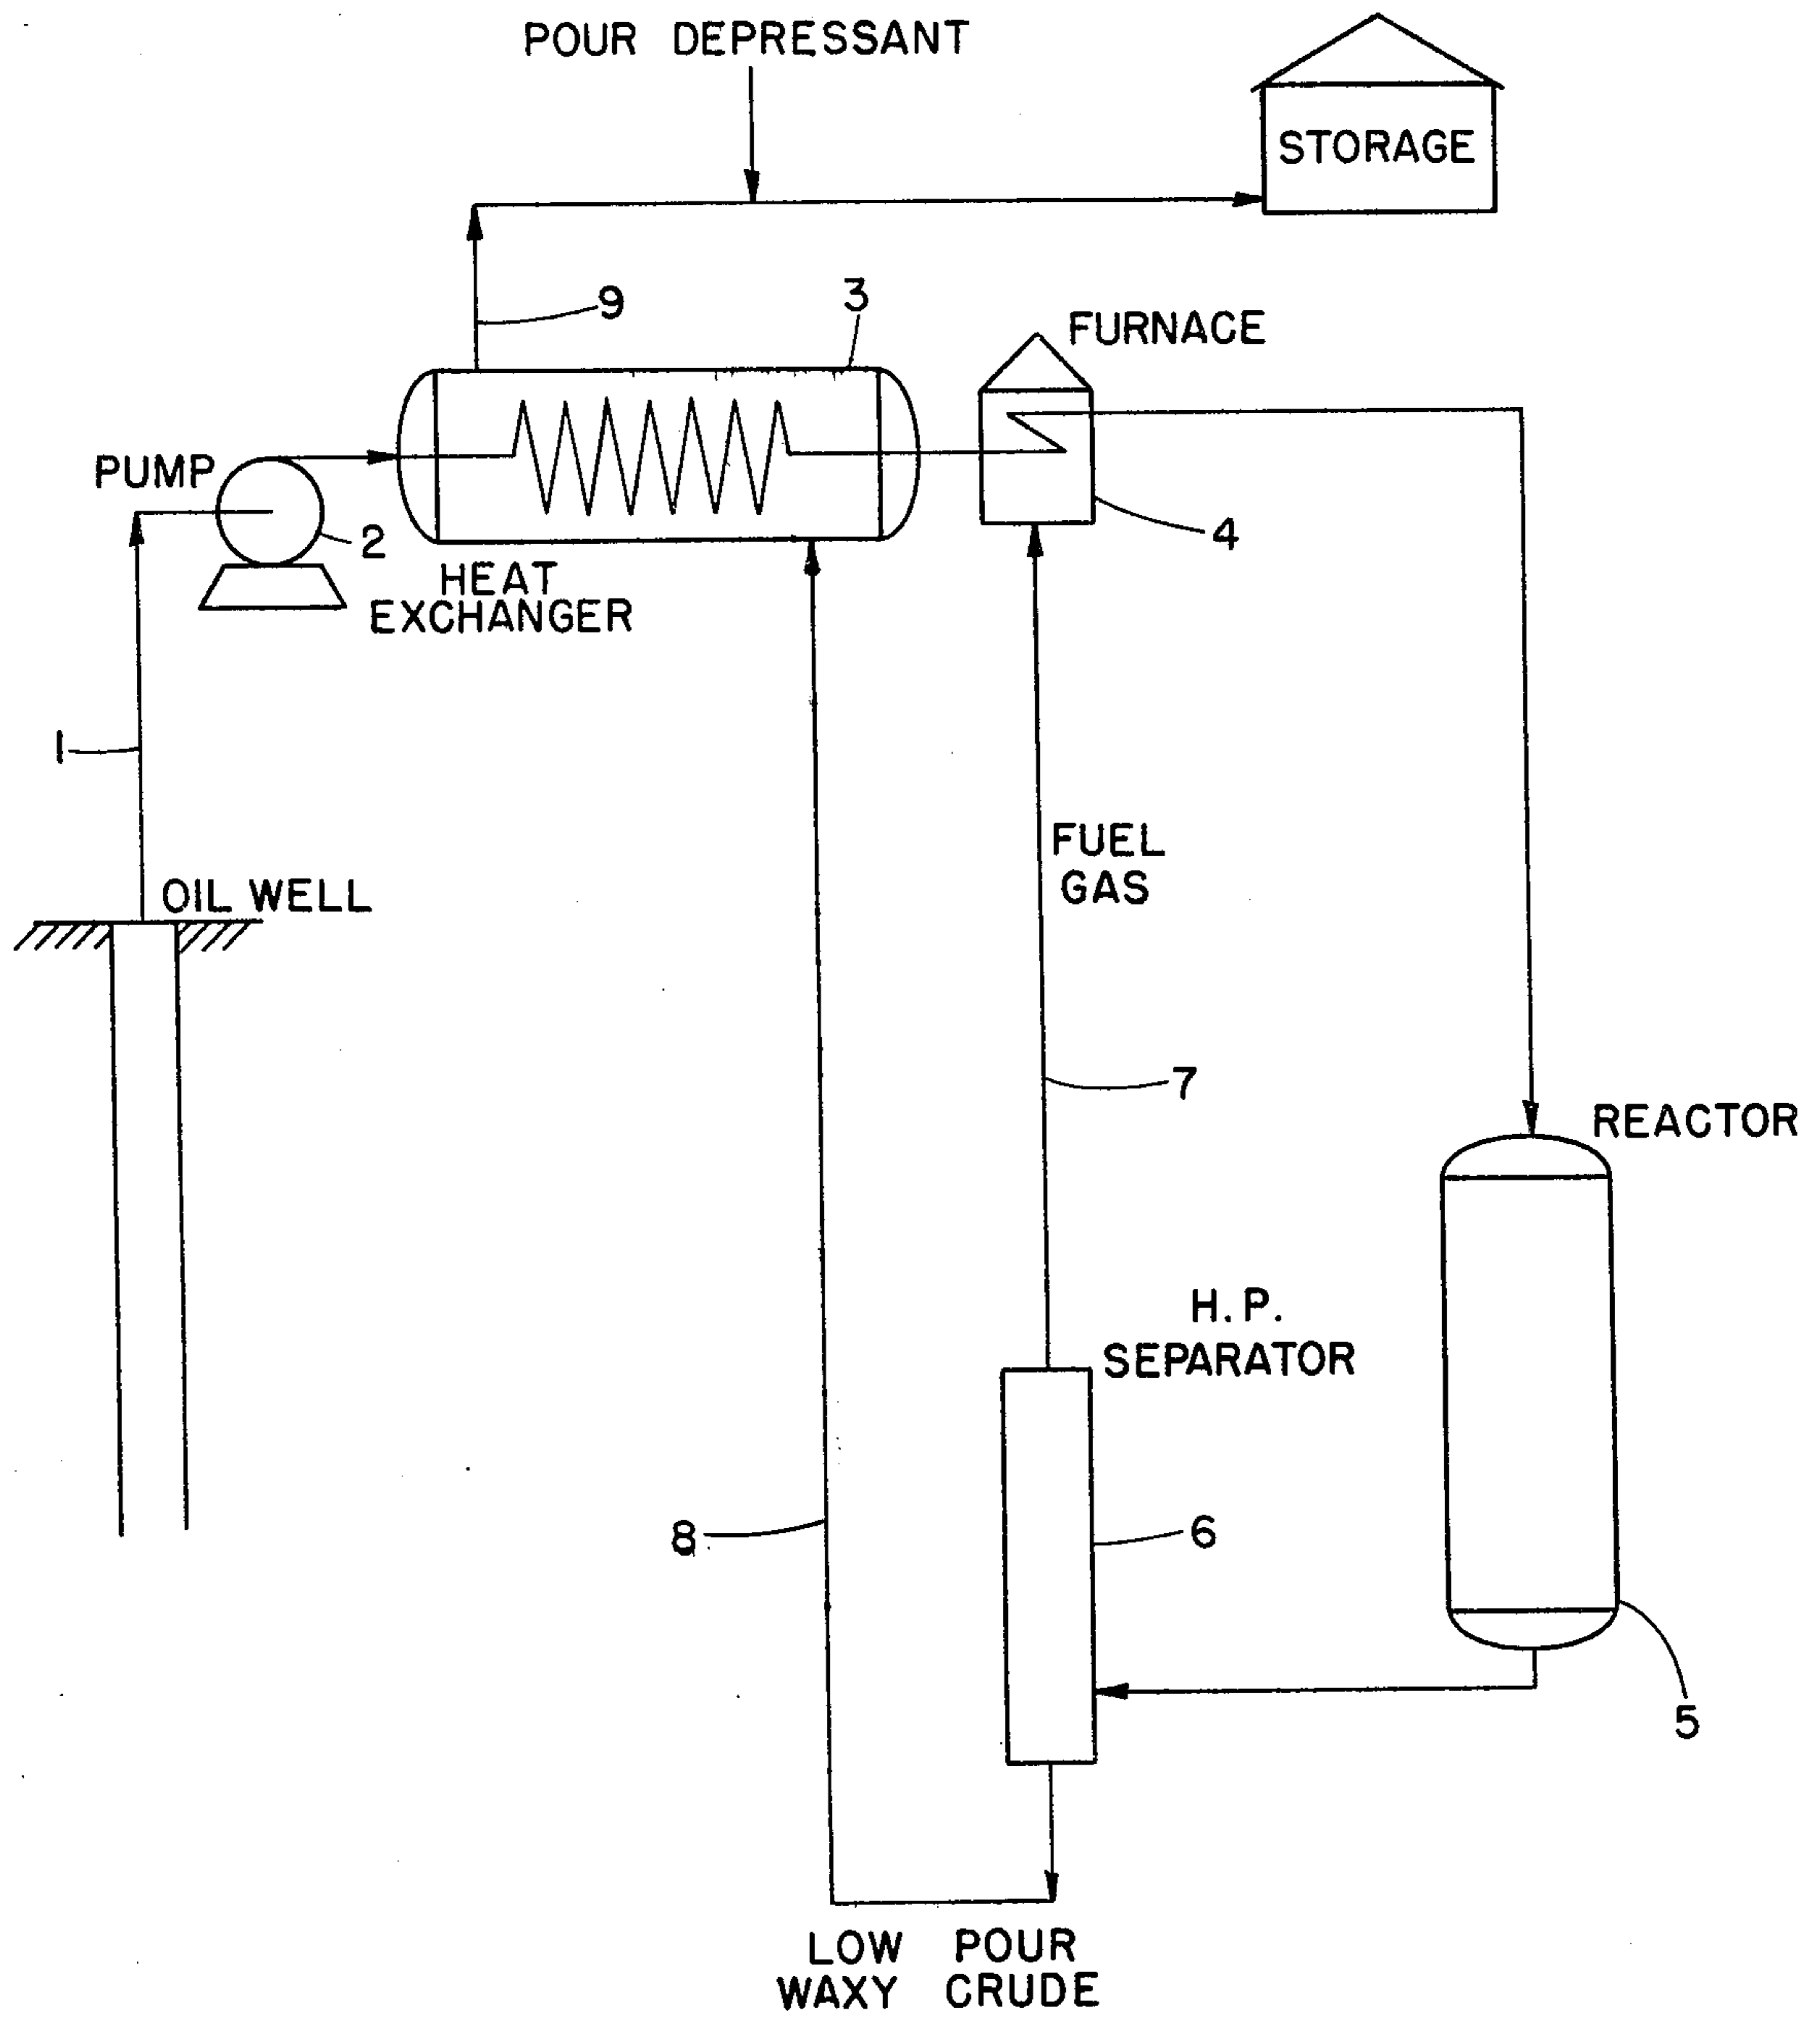 POUR DEPRESSANT
STORAGE
9
3
FURNACE
PUMP
2
4
HEAT
EXCHANGER
1
FUEL
GAS
OIL WELL
7
REACTOR
H.P.
SEPARATOR
8
6
5
LOW POUR
WAXY CRUDE